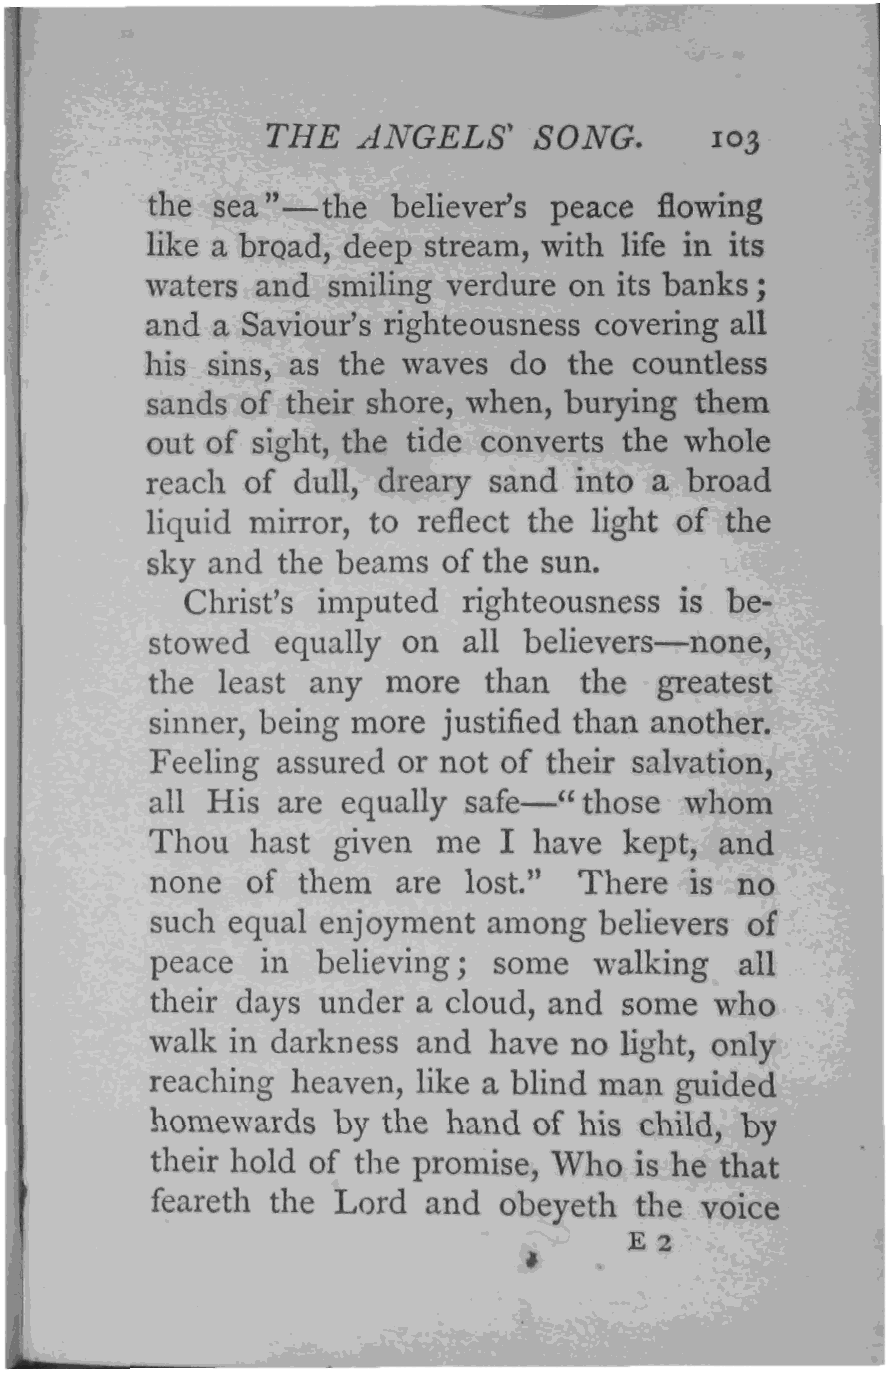 THE ANGELS' SONG. 103
the sea"—the believer's peace flowing
like a broad, deep stream, with life in its
waters and smiling verdure on its banks;
and a Saviour's righteousness covering all
his sins, as the waves do the countless
sands of their shore, when, burying them
out of sight, the tide converts the whole
reach of dull, dreary sand into a broad
liquid mirror, to reflect the light of the
sky and the beams of the sun.
Christ's imputed righteousness is be-
stowed equally on all believers—none,
the least any more than the greatest
sinner, being more justified than another.
Feeling assured or not of their salvation,
all His are equally safe—"those whom
Thou hast given me I have kept, and
none of them are lost." There is no
such equal enjoyment among believers of
peace in believing; some walking all
their days under a cloud, and some who
walk in darkness and have no light, only
reaching heaven, like a blind man guided
homewards by the hand of his child, by
their hold of the promise, Who is he that
feareth the Lord and obeyeth the voice
E 2